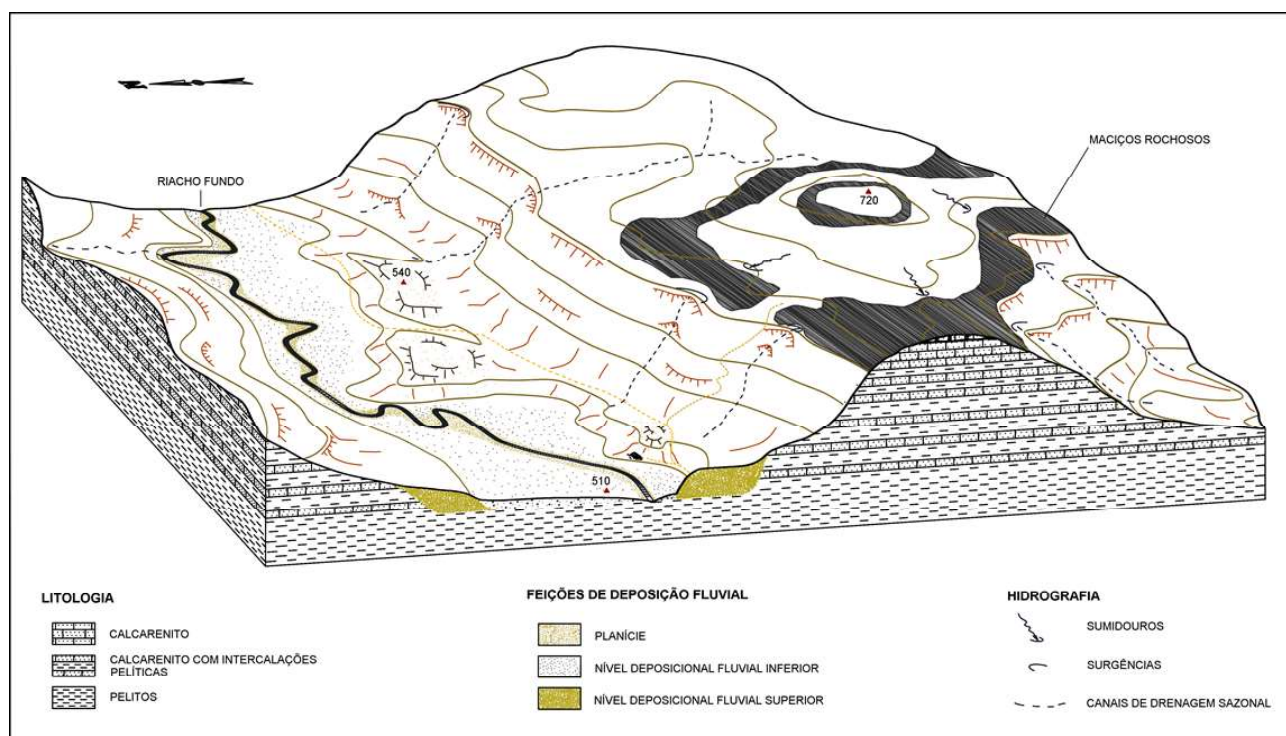 N
RIACHO FUNDO
MACIÇOS ROCHOSOS
720
540
510
LITOLOGIA
CALCARENITO
CALCARENITO COM INTERCALAÇÕES
PELÍTICAS
PELITOS
FEIÇÕES DE DEPOSIÇÃO FLUVIAL
PLANÍCIE
NÍVEL DEPOSICIONAL FLUVIAL INFERIOR
NÍVEL DEPOSICIONAL FLUVIAL SUPERIOR
HIDROGRAFIA
SUMIDOUROS
SURGÊNCIAS
CANAIS DE DRENAGEM SAZONAL